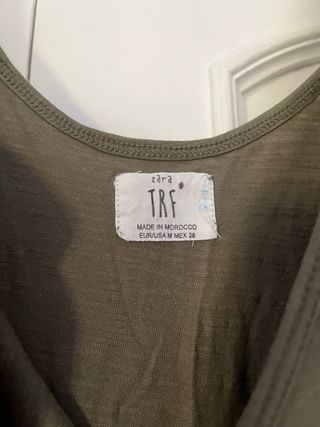 zara
TRF
MADE IN MOROCCO
EUR/USA M MEX 28